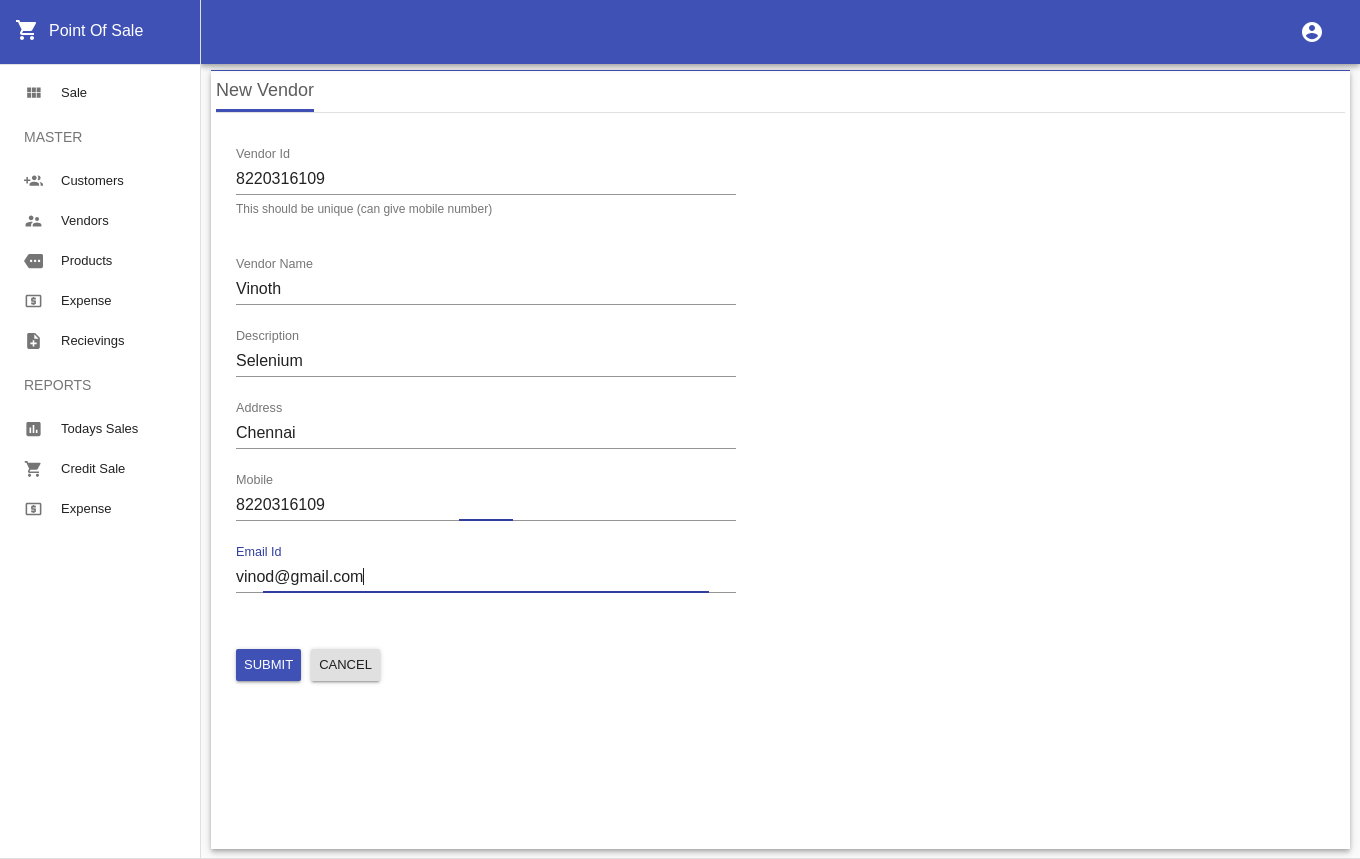 Point Of Sale
Sale
MASTER
Customers
Vendors
Products
Expense
Recievings
REPORTS
Todays Sales
Credit Sale
Expense
New Vendor
Vendor Id
8220316109
This should be unique (can give mobile number)
Vendor Name
Vinoth
Description
Selenium
Address
Chennai
Mobile
8220316109
Email Id
vinod@gmail.com
SUBMIT CANCEL